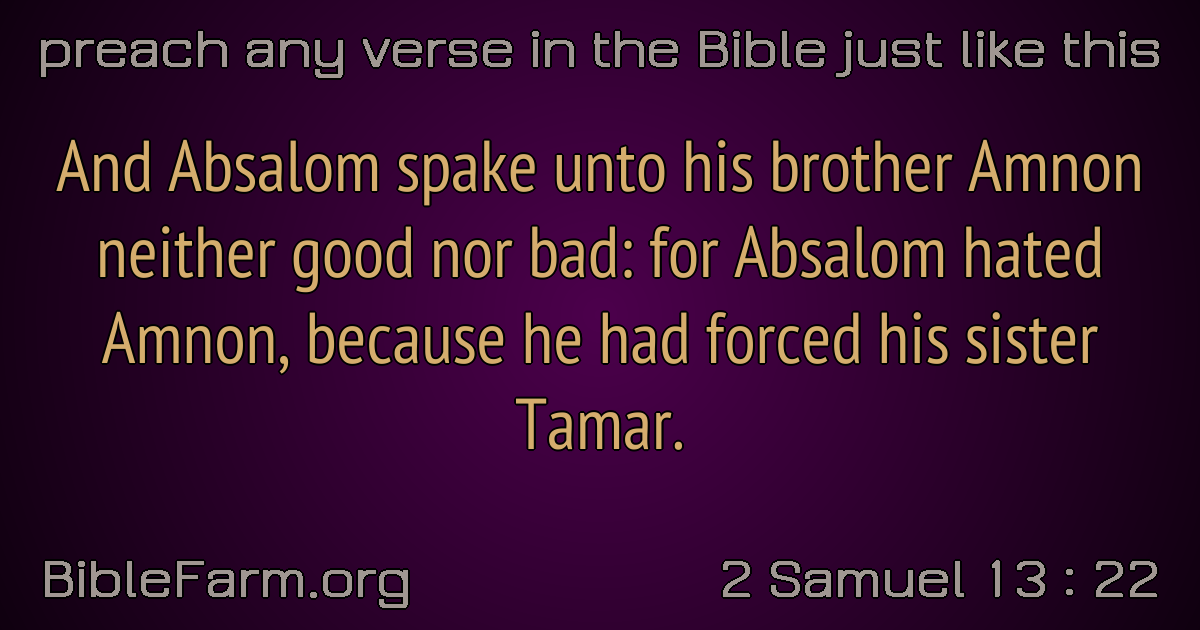 preach any verse in the Bible just like this
And Absalom spake unto his brother Amnon
neither good nor bad: for Absalom hated
Amnon, because he had forced his sister
Tamar.
BibleFarm.org
2 Samuel 13 : 22